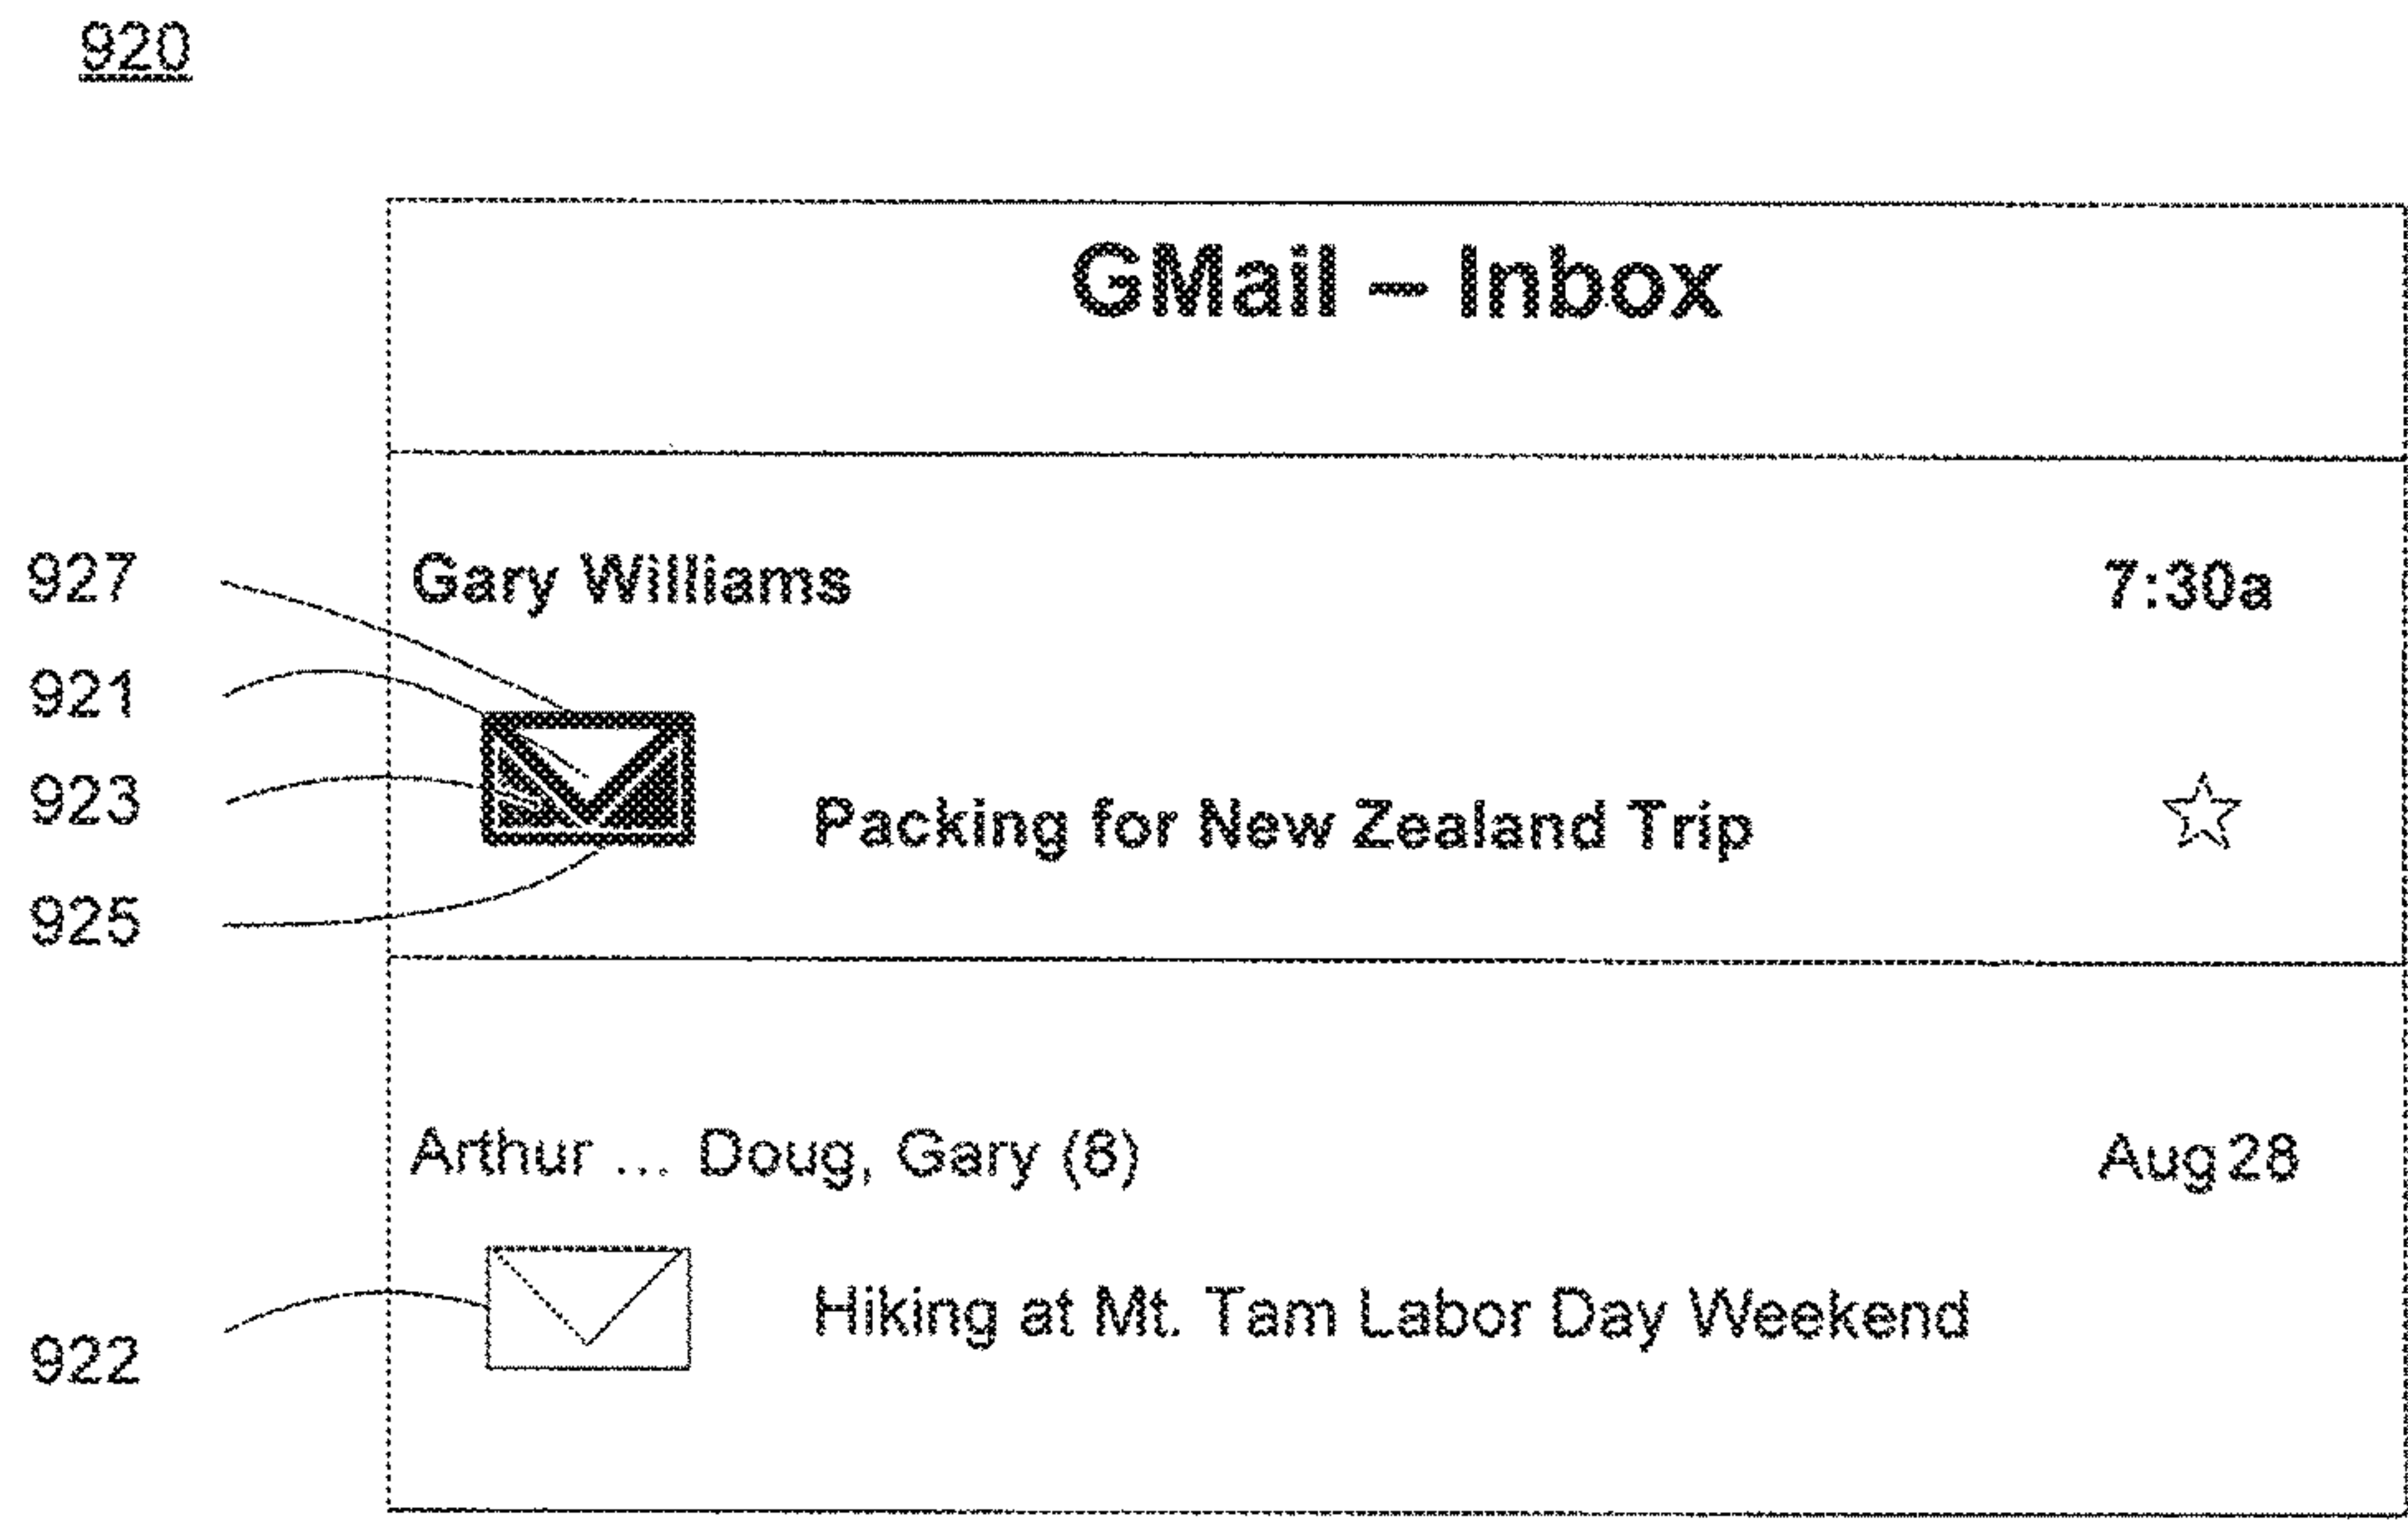 920
GMail – Inbox
927
Gary Williams
7:30a
921
923
Packing for New Zealand Trip
925
Arthur ... Doug, Gary (8)
Aug 28
922
Hiking at Mt. Tam Labor Day Weekend